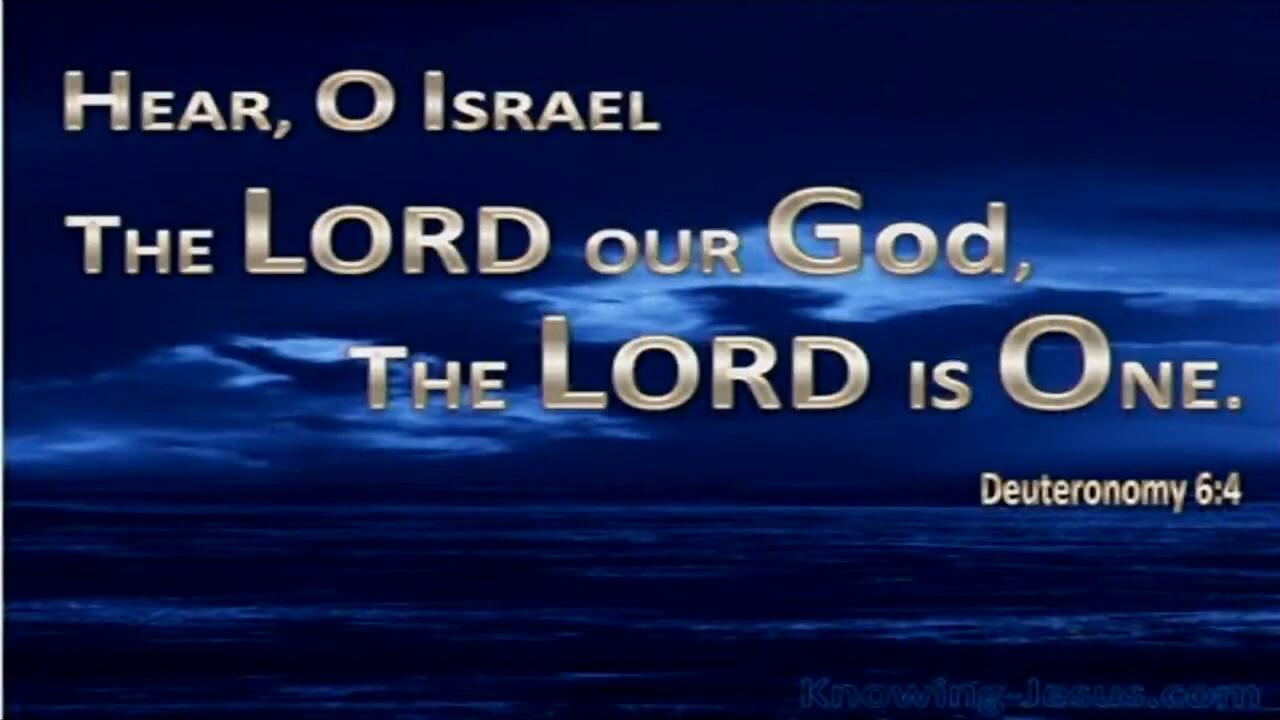 Hear, O Israel
The LORD our God,
The LORD is One.
Deuteronomy 6:4
Knowing-Jesus.com